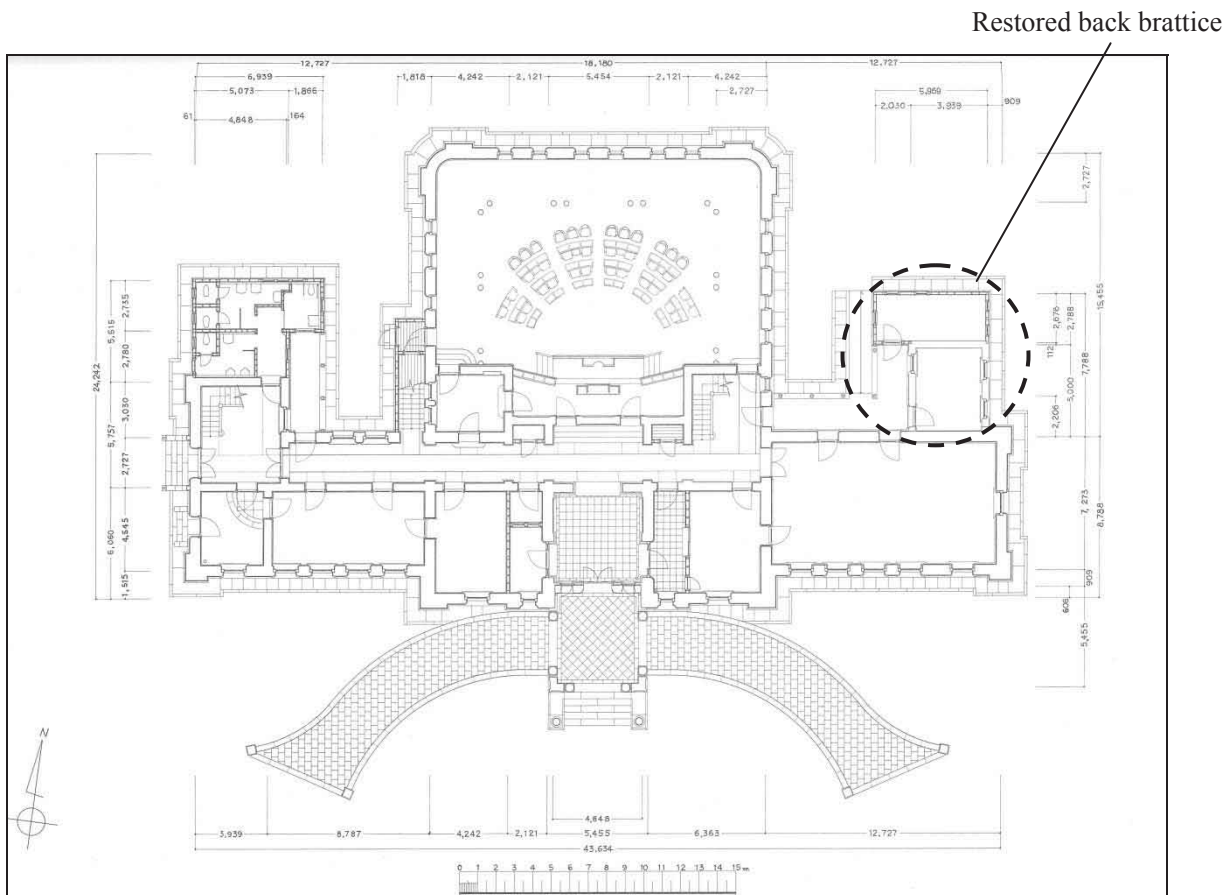 Restored back brattice
12,727 18,180 12,727
6,939 1,818 4,242 2,121 5,454 2,121 4,242 5,969
5,073 1,866 2,727 2,030 3,939 909
61 4,848 164
24,242
5,515 2,735
2,780
5,757 3,030
2,727
6,060 4,545
1,515
2,727
15,455
2,676 2,788
112 7,788
5,000
2,206
7,273 8,788
909
606
5,455
N
4,848
3,939 8,787 4,242 2,121 5,455 6,363 12,727
43,634
0 1 2 3 4 5 6 7 8 9 10 11 12 13 14 15 m